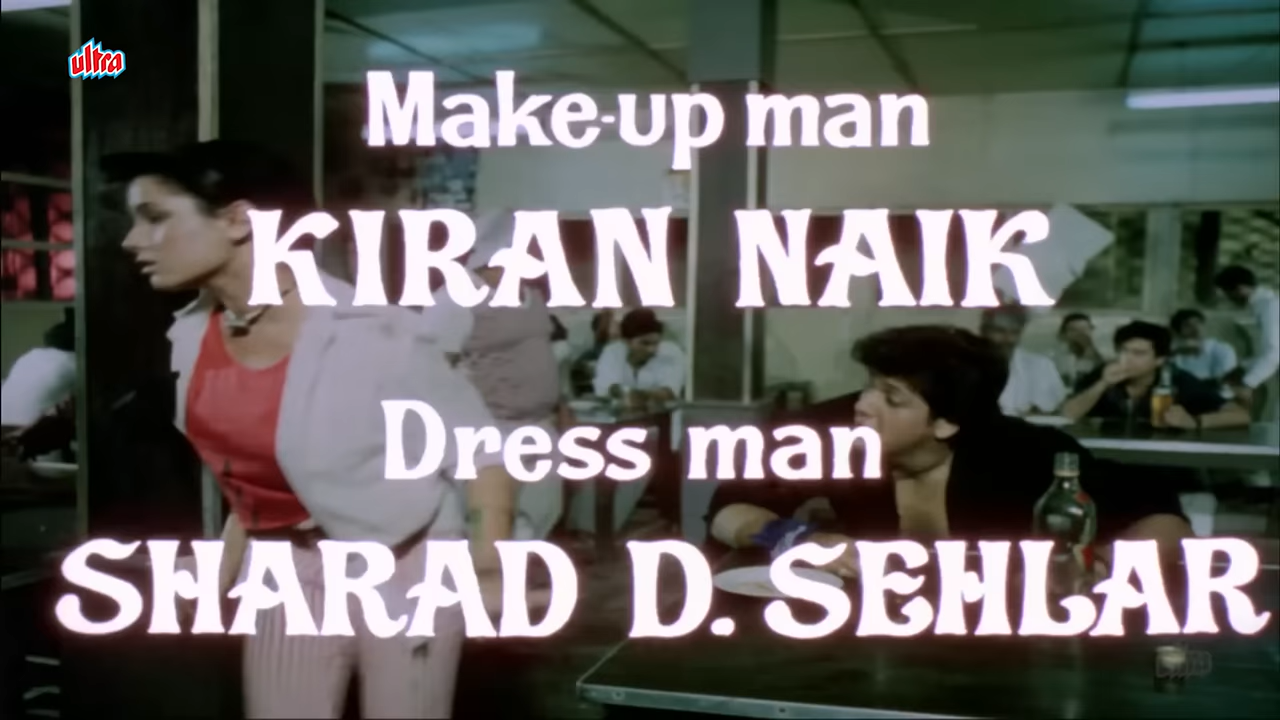 ultra
Make-up man
KIRAN NAIK
Dress man
SHARAD D. SEHLAR